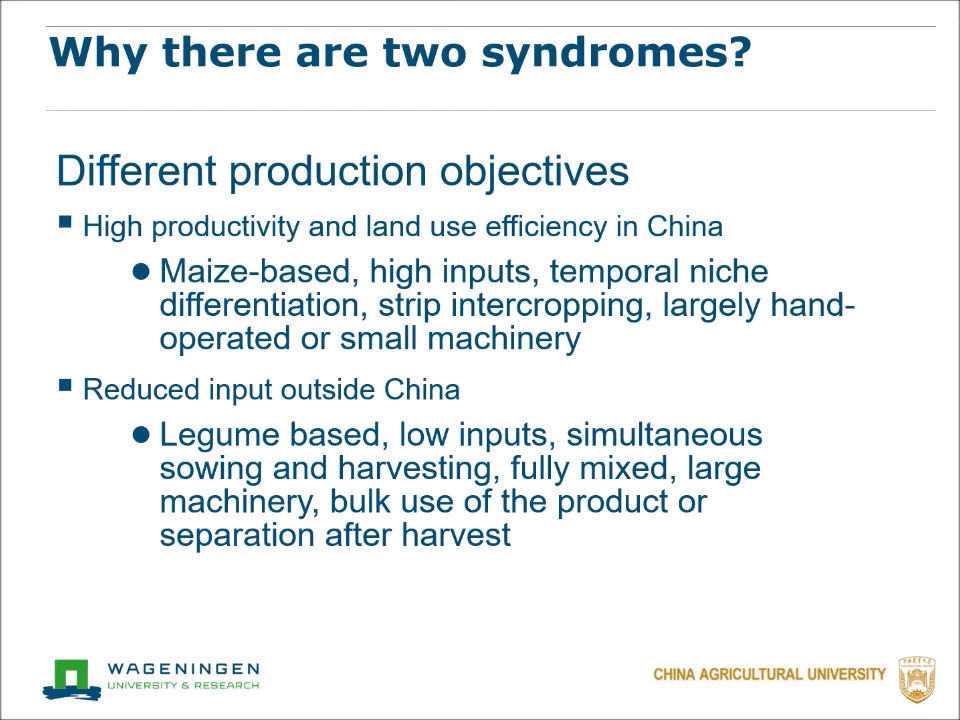 Why there are two syndromes?
Different production objectives
High productivity and land use efficiency in China
Maize-based, high inputs, temporal niche
differentiation, strip intercropping, largely hand-
operated or small machinery
Reduced input outside China
Legume based, low inputs, simultaneous
sowing and harvesting, fully mixed, large
machinery, bulk use of the product or
separation after harvest
WAGENINGEN
UNIVERSITY & RESEARCH
CHINA AGRICULTURAL UNIVERSITY